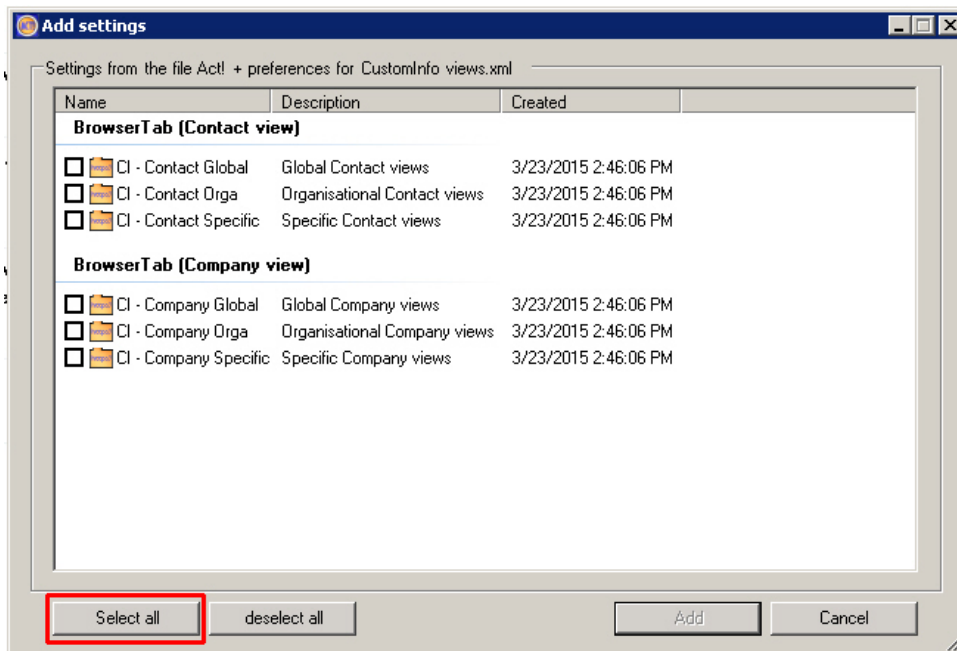 Add settings
Settings from the file Act! + preferences for CustomInfo views.xml
Name Description Created
BrowserTab (Contact view)
CI - Contact Global Global Contact views 3/23/2015 2:46:06 PM
CI - Contact Orga Organisational Contact views 3/23/2015 2:46:06 PM
CI - Contact Specific Specific Contact views 3/23/2015 2:46:06 PM
BrowserTab (Company view)
CI - Company Global Global Company views 3/23/2015 2:46:06 PM
CI - Company Orga Organisational Company views 3/23/2015 2:46:06 PM
CI - Company Specific Specific Company views 3/23/2015 2:46:06 PM
Select all deselect all Add Cancel